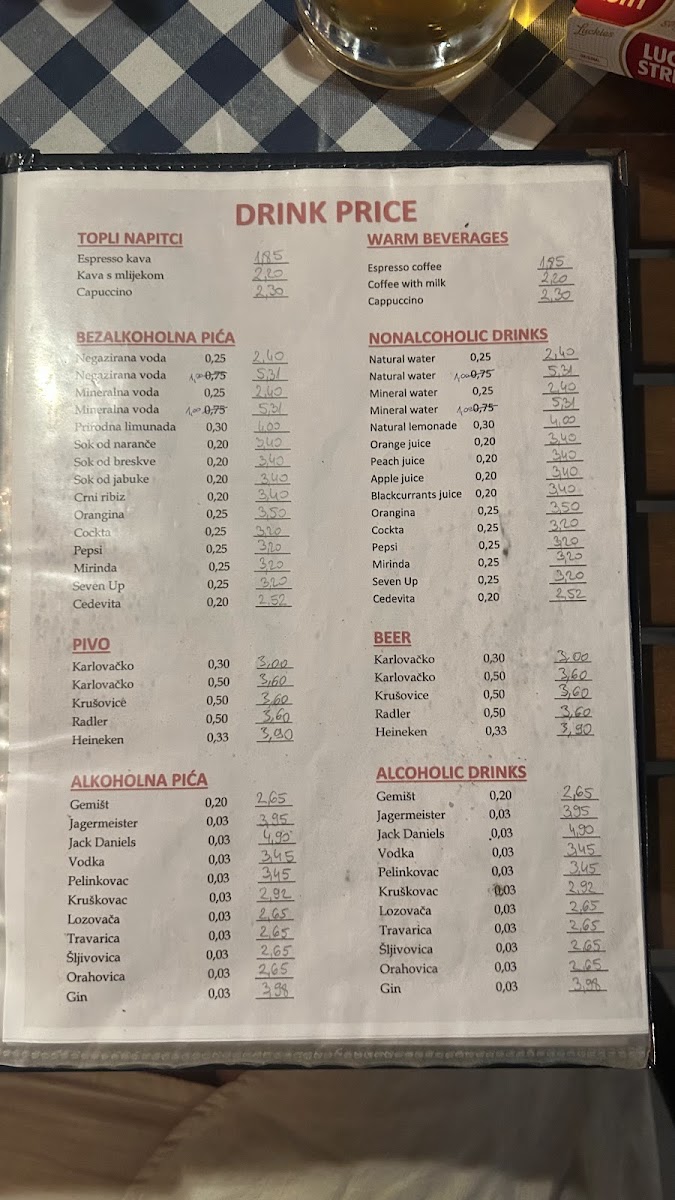 Luckies
LUC
STRI
DRINK PRICE
TOPLI NAPITCI
Espresso kava 1,85
Kava s mlijekom 2,20
Capuccino 2,30
BEZALKOHOLNA PIĆA
Negazirana voda 0,25 2,40
Negazirana voda 1,00 0,75 5,31
Mineralna voda 0,25 2,40
Mineralna voda 1,00 0,75 5,31
Prirodna limunada 0,30 4,00
Sok od naranče 0,20 3,40
Sok od breskve 0,20 3,40
Sok od jabuke 0,20 3,40
Crni ribiz 0,20 3,40
Orangina 0,25 3,50
Cockta 0,25 3,20
Pepsi 0,25 3,20
Mirinda 0,25 3,20
Seven Up 0,25 3,20
Cedevita 0,20 2,52
PIVO
Karlovačko 0,30 3,00
Karlovačko 0,50 3,60
Krušovice 0,50 3,60
Radler 0,50 3,60
Heineken 0,33 3,90
ALKOHOLNA PIĆA
Gemišt 0,20 2,65
Jagermeister 0,03 3,95
Jack Daniels 0,03 4,90
Vodka 0,03 3,45
Pelinkovac 0,03 3,45
Kruškovac 0,03 2,92
Lozovača 0,03 2,65
Travarica 0,03 2,65
Šljivovica 0,03 2,65
Orahovica 0,03 2,65
Gin 0,03 3,98
WARM BEVERAGES
Espresso coffee 1,85
Coffee with milk 2,20
Cappuccino 2,30
NONALCOHOLIC DRINKS
Natural water 0,25 2,40
Natural water 1,00 0,75 5,31
Mineral water 0,25 2,40
Mineral water 1,00 0,75 5,31
Natural lemonade 0,30 4,00
Orange juice 0,20 3,40
Peach juice 0,20 3,40
Apple juice 0,20 3,40
Blackcurrants juice 0,20 3,40
Orangina 0,25 3,50
Cockta 0,25 3,20
Pepsi 0,25 3,20
Mirinda 0,25 3,20
Seven Up 0,25 3,20
Cedevita 0,20 2,52
BEER
Karlovačko 0,30 3,00
Karlovačko 0,50 3,60
Krušovice 0,50 3,60
Radler 0,50 3,60
Heineken 0,33 3,90
ALCOHOLIC DRINKS
Gemišt 0,20 2,65
Jagermeister 0,03 3,95
Jack Daniels 0,03 4,90
Vodka 0,03 3,45
Pelinkovac 0,03 3,45
Kruškovac 0,03 2,92
Lozovača 0,03 2,65
Travarica 0,03 2,65
Šljivovica 0,03 2,65
Orahovica 0,03 2,65
Gin 0,03 3,98